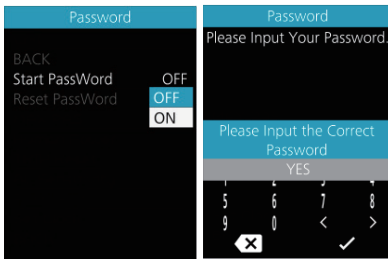 Password
BACK
Start PassWord OFF
Reset PassWord OFF
ON
Password
Please Input Your Password.
Please Input the Correct
Password
YES
5 6 7 8
9 0 < >